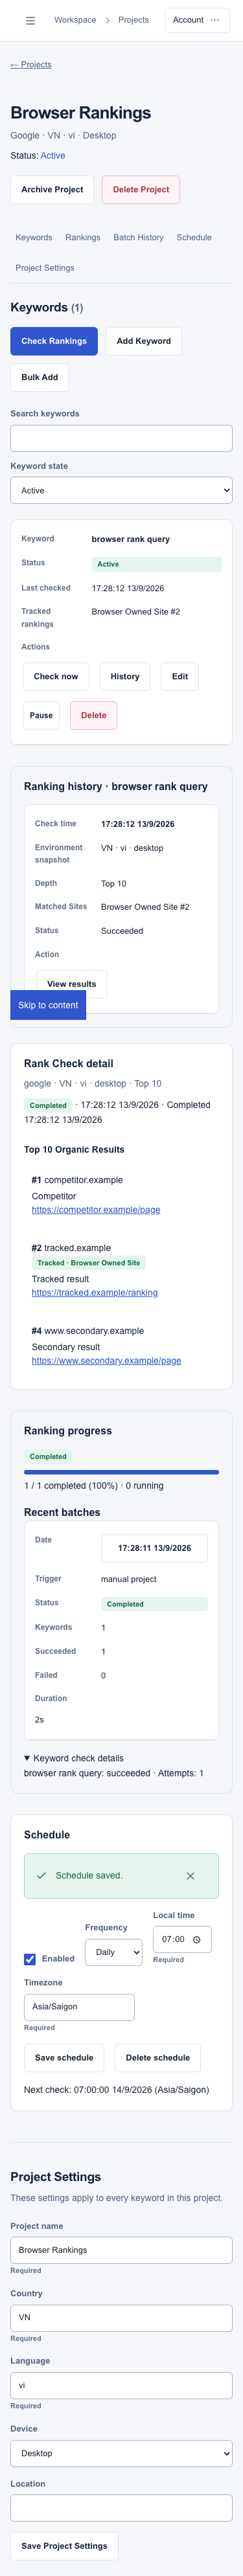 Workspace > Projects
Account ···
← Projects
Browser Rankings
Google · VN · vi · Desktop
Status: Active
Archive Project
Delete Project
Keywords
Rankings
Batch History
Schedule
Project Settings
Keywords (1)
Check Rankings
Add Keyword
Bulk Add
Search keywords
Keyword state
Active
Keyword browser rank query
Status Active
Last checked 17:28:12 13/9/2026
Tracked rankings Browser Owned Site #2
Actions
Check now
History
Edit
Pause
Delete
Ranking history · browser rank query
Check time 17:28:12 13/9/2026
Environment snapshot VN · vi · desktop
Depth Top 10
Matched Sites Browser Owned Site #2
Status Succeeded
Action
View results
Skip to content
Rank Check detail
google · VN · vi · desktop · Top 10
Completed · 17:28:12 13/9/2026 · Completed
17:28:12 13/9/2026
Top 10 Organic Results
#1 competitor.example
Competitor
https://competitor.example/page
#2 tracked.example
Tracked · Browser Owned Site
Tracked result
https://tracked.example/ranking
#4 www.secondary.example
Secondary result
https://www.secondary.example/page
Ranking progress
Completed
1 / 1 completed (100%) · 0 running
Recent batches
Date 17:28:11 13/9/2026
Trigger manual project
Status Completed
Keywords 1
Succeeded 1
Failed 0
Duration
2s
▼ Keyword check details
browser rank query: succeeded · Attempts: 1
Schedule
Schedule saved.
Enabled
Frequency
Daily
Local time
07:00
Required
Timezone
Asia/Saigon
Required
Save schedule
Delete schedule
Next check: 07:00:00 14/9/2026 (Asia/Saigon)
Project Settings
These settings apply to every keyword in this project.
Project name
Browser Rankings
Required
Country
VN
Required
Language
vi
Required
Device
Desktop
Location
Save Project Settings